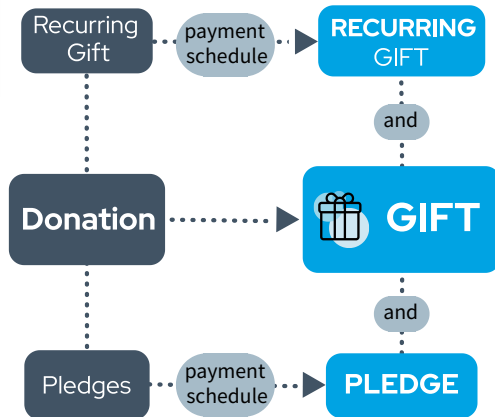 Recurring
Gift
payment
schedule
RECURRING
GIFT
and
Donation
GIFT
and
Pledges
payment
schedule
PLEDGE